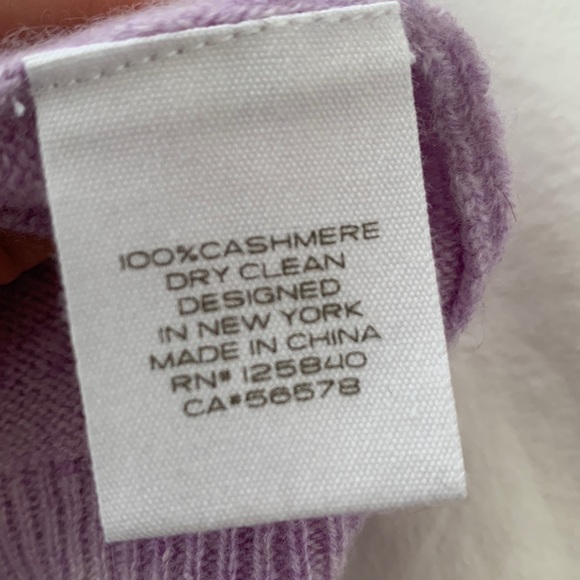 100%CASHMERE
DRY CLEAN
DESIGNED
IN NEW YORK
MADE IN CHINA
RN# 125840
CA#56578